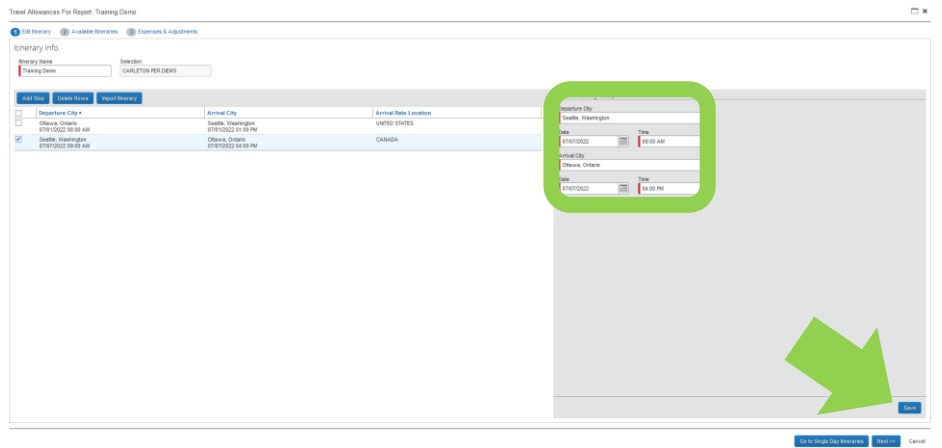 Travel Allowances For Report: Training Demo
1 Edit Itinerary 2 Available Itineraries 3 Expenses & Adjustments
Itinerary Info
Itinerary Name Selection
Training Demo CARLETON PER DIEMS
Add Stop Delete Rows Import Itinerary
Departure City Arrival City Arrival Rate Location
Ottawa, Ontario Seattle, Washington UNITED STATES
07/01/2022 08:00 AM 07/01/2022 01:30 PM
Seattle, Washington Ottawa, Ontario CANADA
07/07/2022 09:00 AM 07/07/2022 04:00 PM
Departure City
Seattle, Washington
Date Time
07/07/2022 09:00 AM
Arrival City
Ottawa, Ontario
Date Time
07/07/2022 04:00 PM
Save
Go to Single Day Itineraries Next >> Cancel